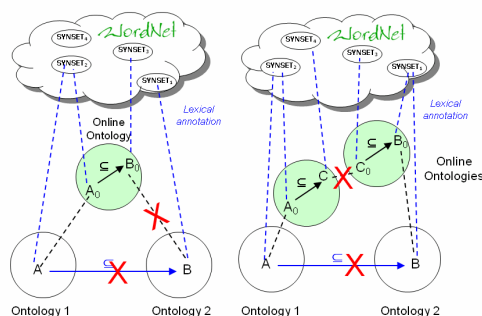 WordNet
SYNSET4
SYNSET3
SYNSET2
SYNSET1
Lexical
annotation
Online
Ontology
⊆
B0
A0
A
⊆
B
Ontology 1
Ontology 2
WordNet
SYNSET4
SYNSET2
SYNSET3
SYNSET1
Lexical
annotation
Online
Ontologies
⊆
B0
C
C0
⊆
A0
A
⊆
B
Ontology 1
Ontology 2